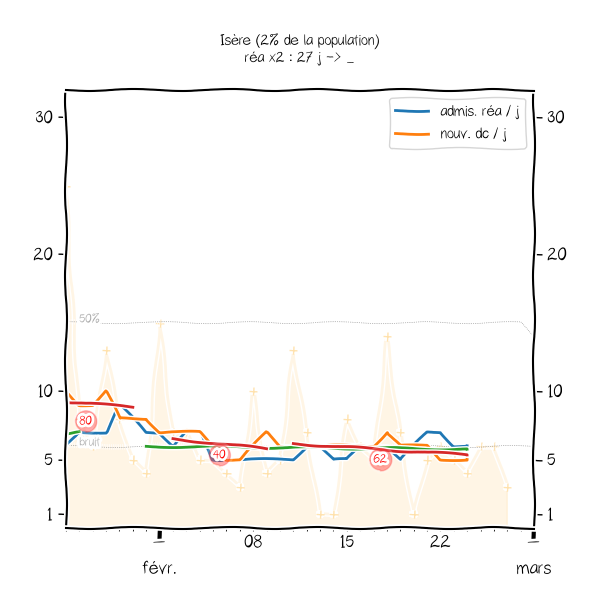 Isère (2% de la population)
réa x2 : 27 j -> _
admis. réa / j
nouv. dc / j
30
30
20
20
50%
10
10
80
bruit
40
62
5
5
1
1
08
15
22
févr.
mars